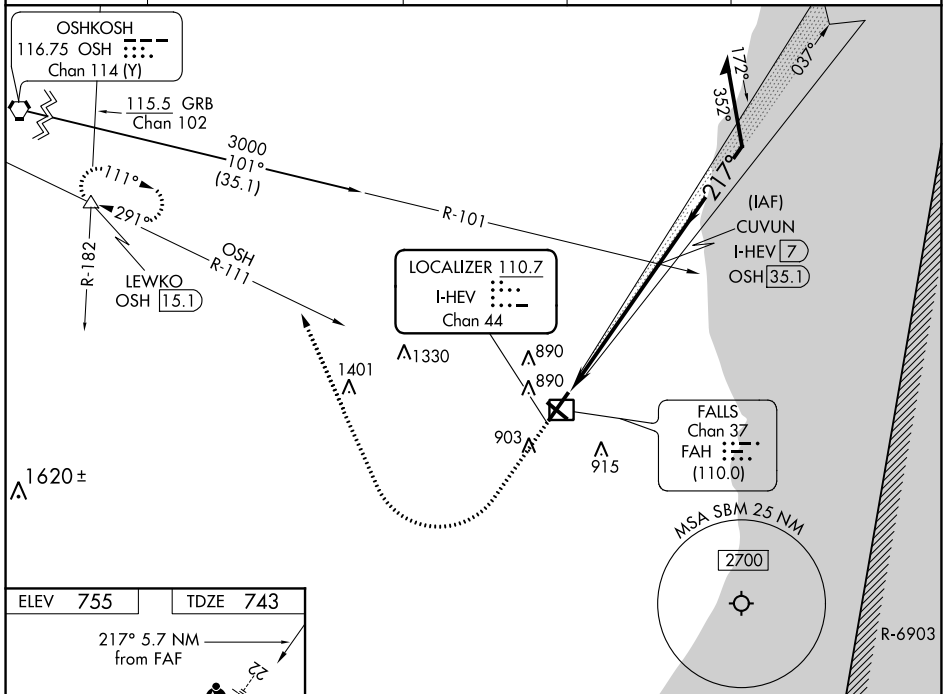 OSHKOSH
116.75 OSH
Chan 114 (Y)
115.5 GRB
Chan 102
3000
101°
(35.1)
R-101
111°
291°
OSH
R-111
R-182
LEWKO
OSH 15.1
172°
352°
037°
217°
(IAF)
CUVUN
I-HEV 7
OSH 35.1
LOCALIZER 110.7
I-HEV
Chan 44
1401
1330
890
890
903
915
1620 ±
FALLS
Chan 37
FAH
(110.0)
MSA SBM 25 NM
2700
R-6903
ELEV 755
TDZE 743
217° 5.7 NM
from FAF
22